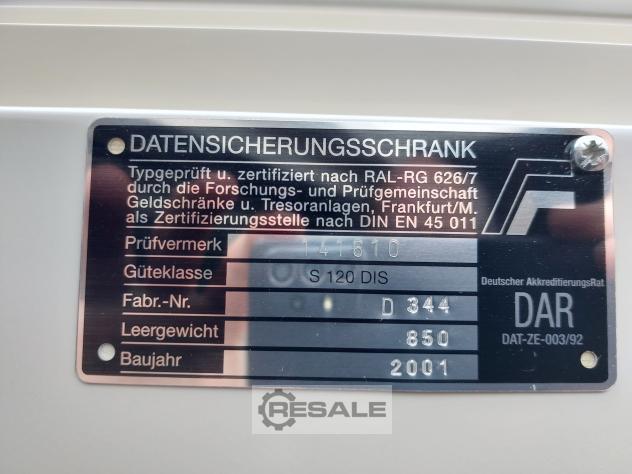 DATENSICHERUNGSSCHRANK
Typgeprüft u. zertifiziert nach RAL-RG 626/7
durch die Forschungs- und Prüfgemeinschaft
Geldschränke u. Tresoranlagen, Frankfurt/M.
als Zertifizierungsstelle nach DIN EN 45 011
Prüfvermerk 141610
Güteklasse S 120 DIS
Fabr.-Nr. D 344
Leergewicht 850
Baujahr 2001
Deutscher AkkreditierungsRat
DAR
DAT-ZE-003/92
RESALE